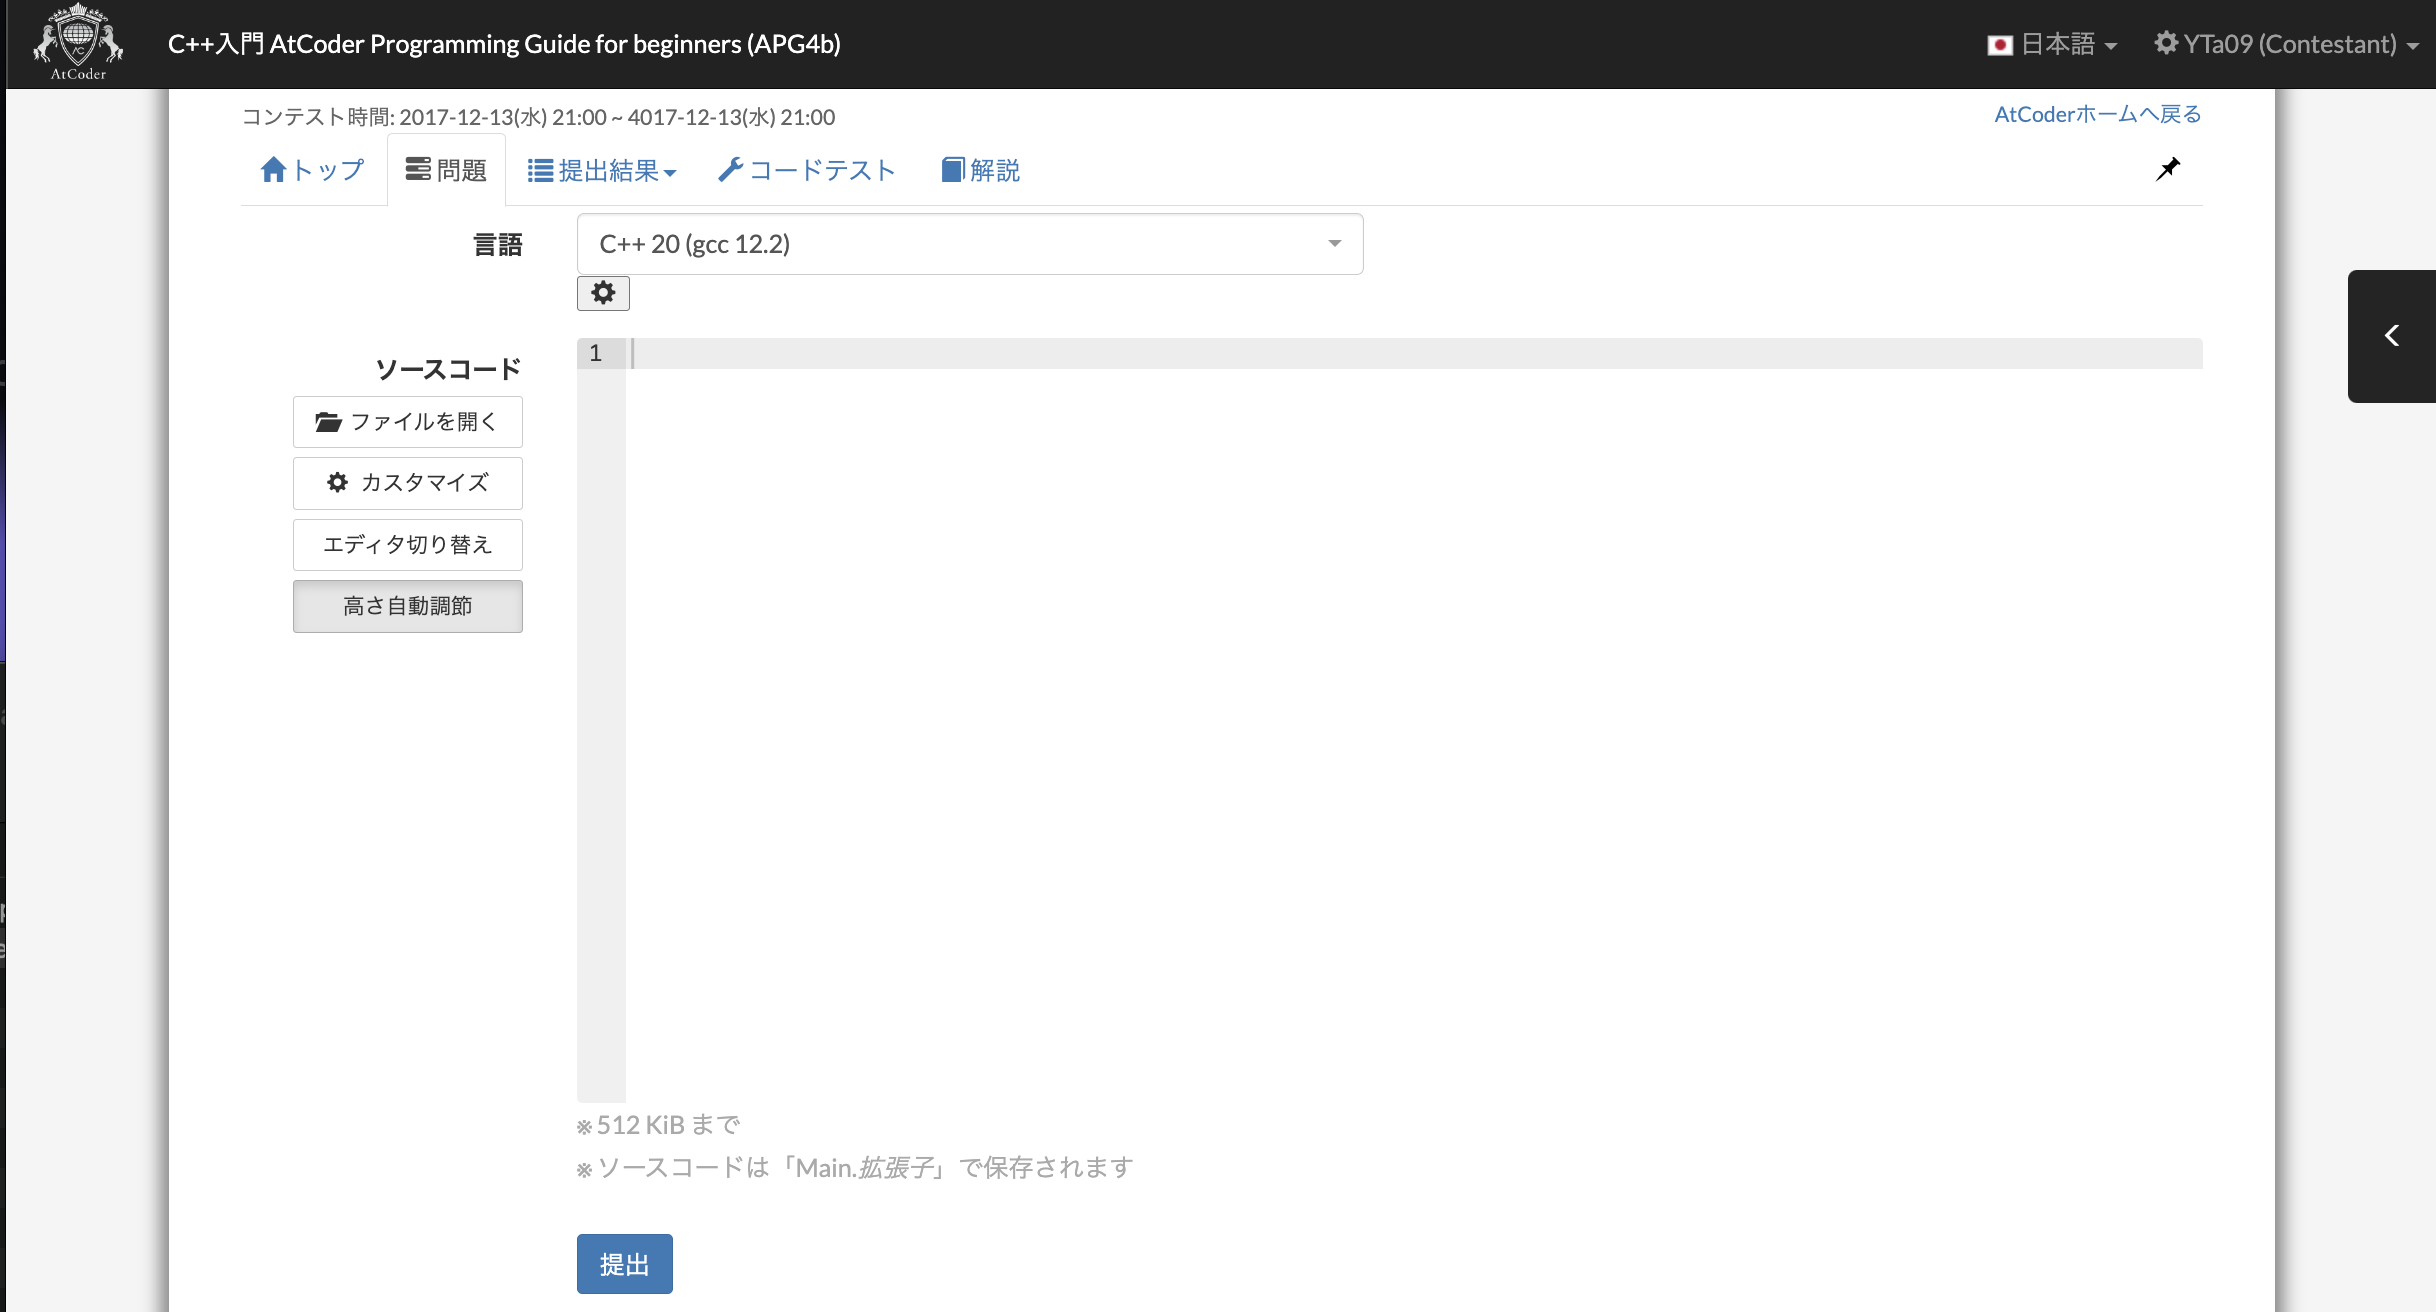 AC
AtCoder
C++入門 AtCoder Programming Guide for beginners (APG4b)
日本語
YTa09 (Contestant)
コンテスト時間: 2017-12-13(水) 21:00 ~ 4017-12-13(水) 21:00
AtCoderホームへ戻る
トップ 問題 提出結果 コードテスト 解説
言語
C++ 20 (gcc 12.2)
ソースコード
1
ファイルを開く
カスタマイズ
エディタ切り替え
高さ自動調節
※ 512 KiB まで
※ ソースコードは「Main.拡張子」で保存されます
提出